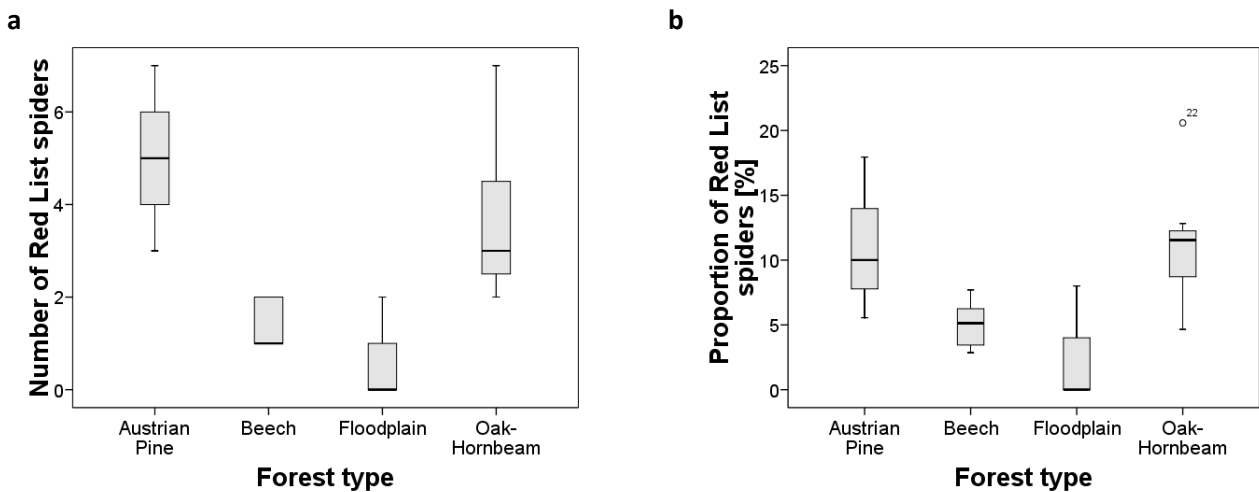 a
Number of Red List spiders
6
4
2
0
Austrian
Pine
Beech
Floodplain
Oak-
Hornbeam
Forest type
b
Proportion of Red List
spiders [%]
25
20
15
10
5
0
22
Austrian
Pine
Beech
Floodplain
Oak-
Hornbeam
Forest type